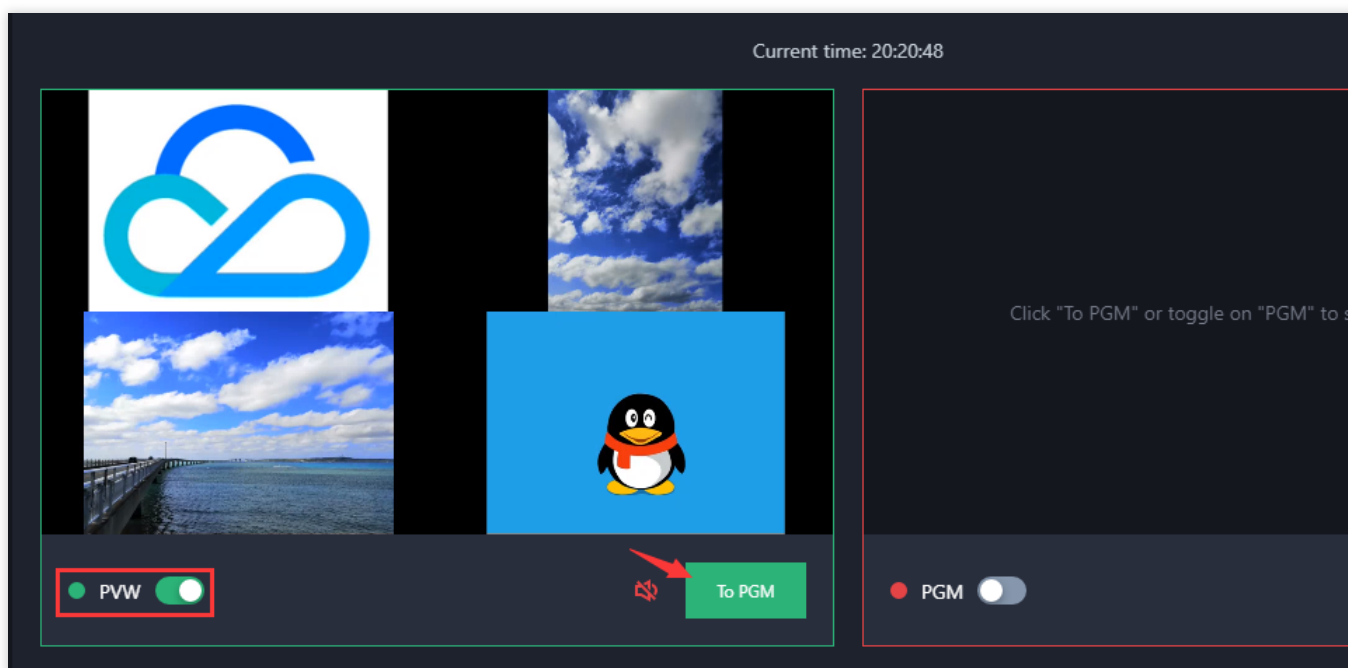 Current time: 20:20:48
Click "To PGM" or toggle on "PGM" to s
PVW
To PGM
PGM